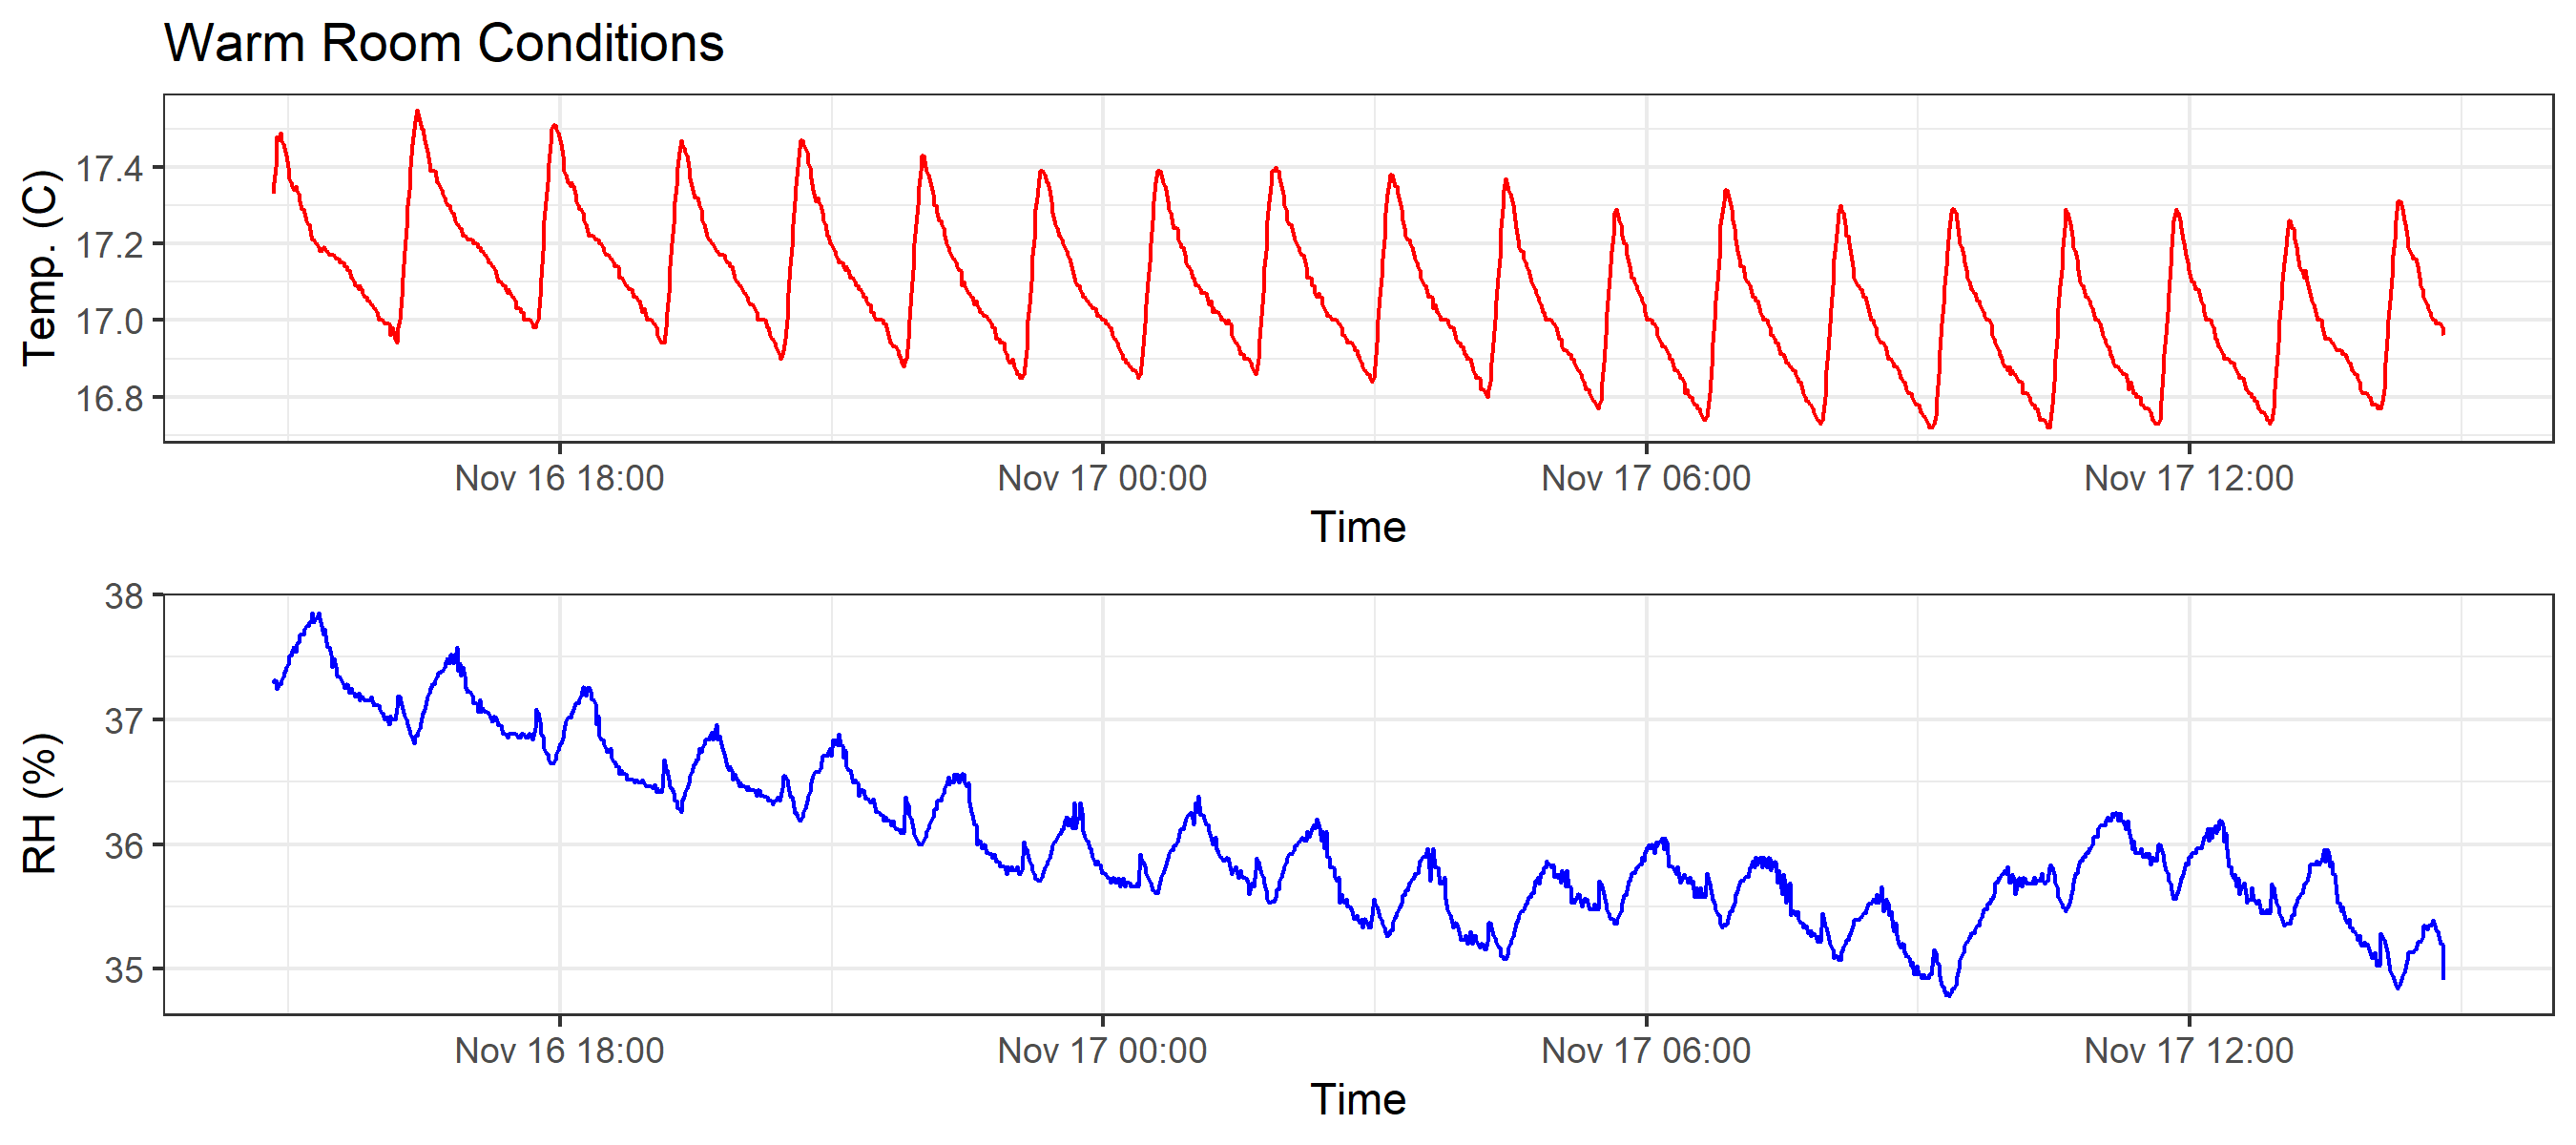 Warm Room Conditions
Temp. (C)
17.4
17.2
17.0
16.8
Nov 16 18:00 Nov 17 00:00 Nov 17 06:00 Nov 17 12:00
Time
RH (%)
38
37
36
35
Nov 16 18:00 Nov 17 00:00 Nov 17 06:00 Nov 17 12:00
Time